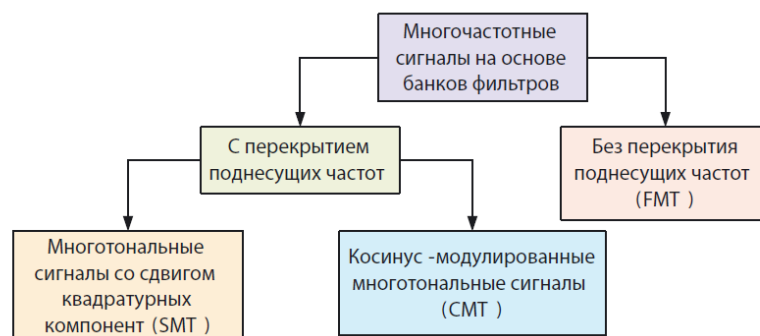 Многочастотные
сигналы на основе
банков фильтров
С перекрытием
поднесущих частот
Без перекрытия
поднесущих частот
(FMT )
Многотональные
сигналы со сдвигом
квадратурных
компонент (SMT )
Косинус -модулированные
многотональные сигналы
(CMT )